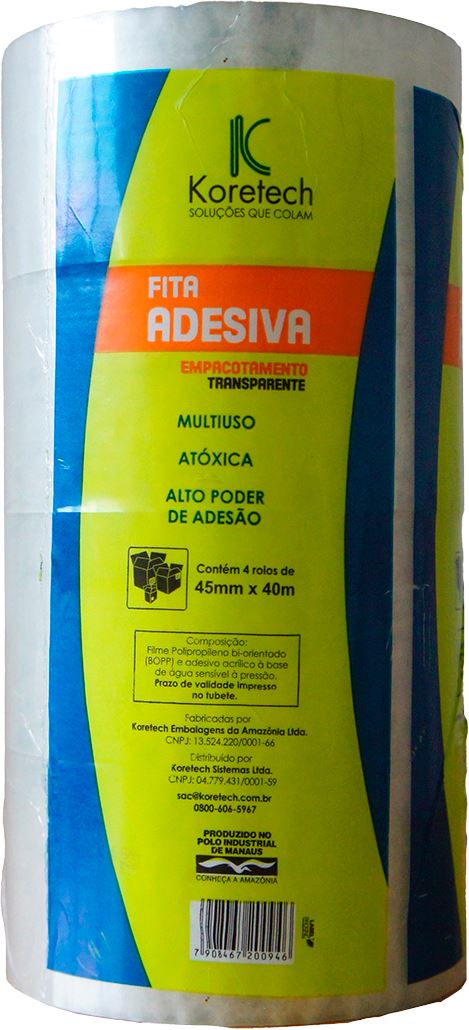 Koretech
SOLUÇÕES QUE COLAM
FITA
ADESIVA
EMPACOTAMENTO
TRANSPARENTE
MULTIUSO
ATÓXICA
ALTO PODER
DE ADESÃO
Contém 4 rolos de
45mm x 40m
Composição:
Filme Polipropileno bi-orientado
(BOPP) e adesivo acrílico à base
de água sensível à pressão.
Prazo de validade impresso
no tubete.
Fabricadas por
Koretech Embalagens da Amazônia Ltda.
CNPJ: 13.524.220/0001-66
Distribuído por
Koretech Sistemas Ltda.
CNPJ: 04.779.431/0001-59
sac@koretech.com.br
0800-606-5967
PRODUZIDO NO
POLO INDUSTRIAL
DE MANAUS
CONHEÇA A AMAZÔNIA
7 908467 200946
LABEL